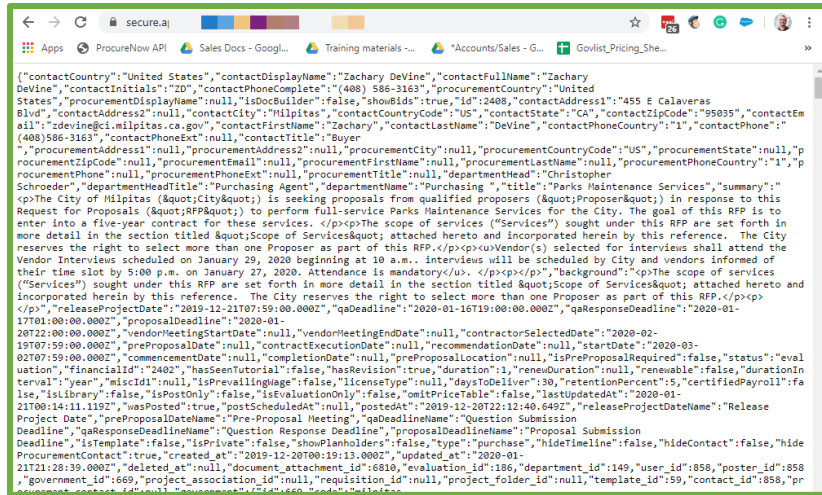 secure.a
26
Apps ProcureNow API Sales Docs - Googl... Training materials -... *Accounts/Sales - G... Govlist_Pricing_She... »
{"contactCountry":"United States","contactDisplayName":"Zachary DeVine","contactFullName":"Zachary
DeVine","contactInitials":"ZD","contactPhoneComplete":"(408) 586-3163","procurementCountry":"United
States","procurementDisplayName":null,"isDocBuilder":false,"showBids":true,"id":2408,"contactAddress1":"455 E Calaveras
Blvd","contactAddress2":null,"contactCity":"Milpitas","contactCountryCode":"US","contactState":"CA","contactZipCode":"95035","contactEm
ail":"zdevine@ci.milpitas.ca.gov","contactFirstName":"Zachary","contactLastName":"DeVine","contactPhoneCountry":"1","contactPhone":"
(408)586-3163","contactPhoneExt":null,"contactTitle":"Buyer
","procurementAddress1":null,"procurementAddress2":null,"procurementCity":null,"procurementCountryCode":"US","procurementState":null,"p
rocurementZipCode":null,"procurementEmail":null,"procurementFirstName":null,"procurementLastName":null,"procurementPhoneCountry":"1","p
rocurementPhone":null,"procurementPhoneExt":null,"procurementTitle":null,"departmentHead":"Christopher
Schroeder","departmentHeadTitle":"Purchasing Agent","departmentName":"Purchasing ","title":"Parks Maintenance Services","summary":"
<p>The City of Milpitas (&quot;City&quot;) is seeking proposals from qualified proposers (&quot;Proposer&quot;) in response to this
Request for Proposals (&quot;RFP&quot;) to perform full-service Parks Maintenance Services for the City. The goal of this RFP is to
enter into a five-year contract for these services. </p><p>The scope of services (“Services”) sought under this RFP are set forth in
more detail in the section titled &quot;Scope of Services&quot; attached hereto and incorporated herein by this reference.  The City
reserves the right to select more than one Proposer as part of this RFP.</p><p><u>Vendor(s) selected for interviews shall attend the
Vendor Interviews scheduled on January 29, 2020 beginning at 10 a.m.. interviews will be scheduled by City and vendors informed of
their time slot by 5:00 p.m. on January 27, 2020. Attendance is mandatory</u>. </p><p></p>","background":"<p>The scope of services
(“Services”) sought under this RFP are set forth in more detail in the section titled &quot;Scope of Services&quot; attached hereto and
incorporated herein by this reference.  The City reserves the right to select more than one Proposer as part of this RFP.</p><p>
</p>","releaseProjectDate":"2019-12-21T07:59:00.000Z","qaDeadline":"2020-01-16T19:00:00.000Z","qaResponseDeadline":"2020-01-
17T01:00:00.000Z","proposalDeadline":"2020-01-
20T22:00:00.000Z","vendorMeetingStartDate":null,"vendorMeetingEndDate":null,"contractorSelectedDate":"2020-02-
19T07:59:00.000Z","preProposalDate":null,"contractExecutionDate":null,"recommendationDate":null,"startDate":"2020-03-
02T07:59:00.000Z","commencementDate":null,"completionDate":null,"preProposalLocation":null,"isPreProposalRequired":false,"status":"eval
uation","financialId":"2402","hasSeenTutorial":false,"hasRevision":true,"duration":1,"renewDuration":null,"renewable":false,"durationIn
terval":"year","miscId1":null,"isPrevailingWage":false,"licenseType":null,"daysToDeliver":30,"retentionPercent":5,"certifiedPayroll":fa
lse,"isLibrary":false,"isPostOnly":false,"isEvaluationOnly":false,"omitPriceTable":false,"lastUpdatedAt":"2020-01-
21T00:14:11.119Z","wasPosted":true,"postScheduledAt":null,"postedAt":"2019-12-20T22:12:40.649Z","releaseProjectDateName":"Release
Project Date","preProposalDateName":"Pre-Proposal Meeting","qaDeadlineName":"Question Submission
Deadline","qaResponseDeadlineName":"Question Response Deadline","proposalDeadlineName":"Proposal Submission
Deadline","isTemplate":false,"isPrivate":false,"showPlanholders":false,"type":"purchase","hideTimeline":false,"hideContact":false,"hide
ProcurementContact":true,"created_at":"2019-12-20T00:19:13.000Z","updated_at":"2020-01-
21T21:28:39.000Z","deleted_at":null,"document_attachment_id":6810,"evaluation_id":186,"department_id":149,"user_id":858,"poster_id":858
,"government_id":669,"project_association_id":null,"requisition_id":null,"project_folder_id":null,"template_id":59,"contact_id":858,"pr